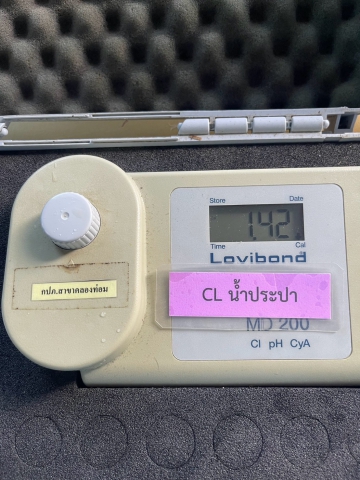 Store Date
1.42
Time Cal
Lovibond
กปภ.สาขาคลองท่อม
CL น้ำประปา
MD 200
Cl pH CyA